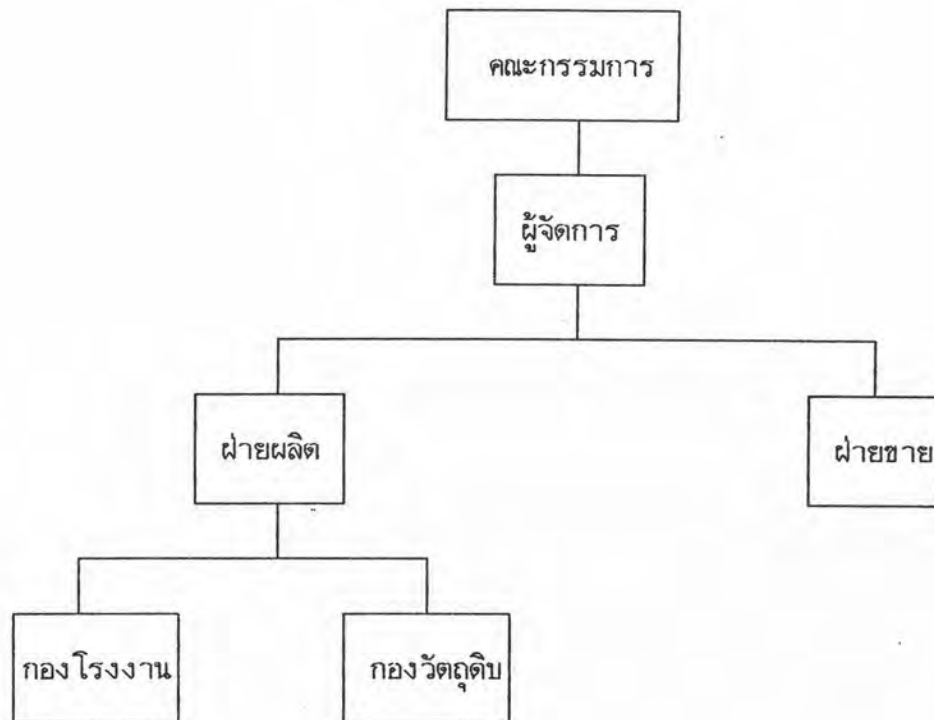 คณะกรรมการ
ผู้จัดการ
ฝ่ายผลิต
ฝ่ายขาย
กองโรงงาน
กองวัตถุดิบ